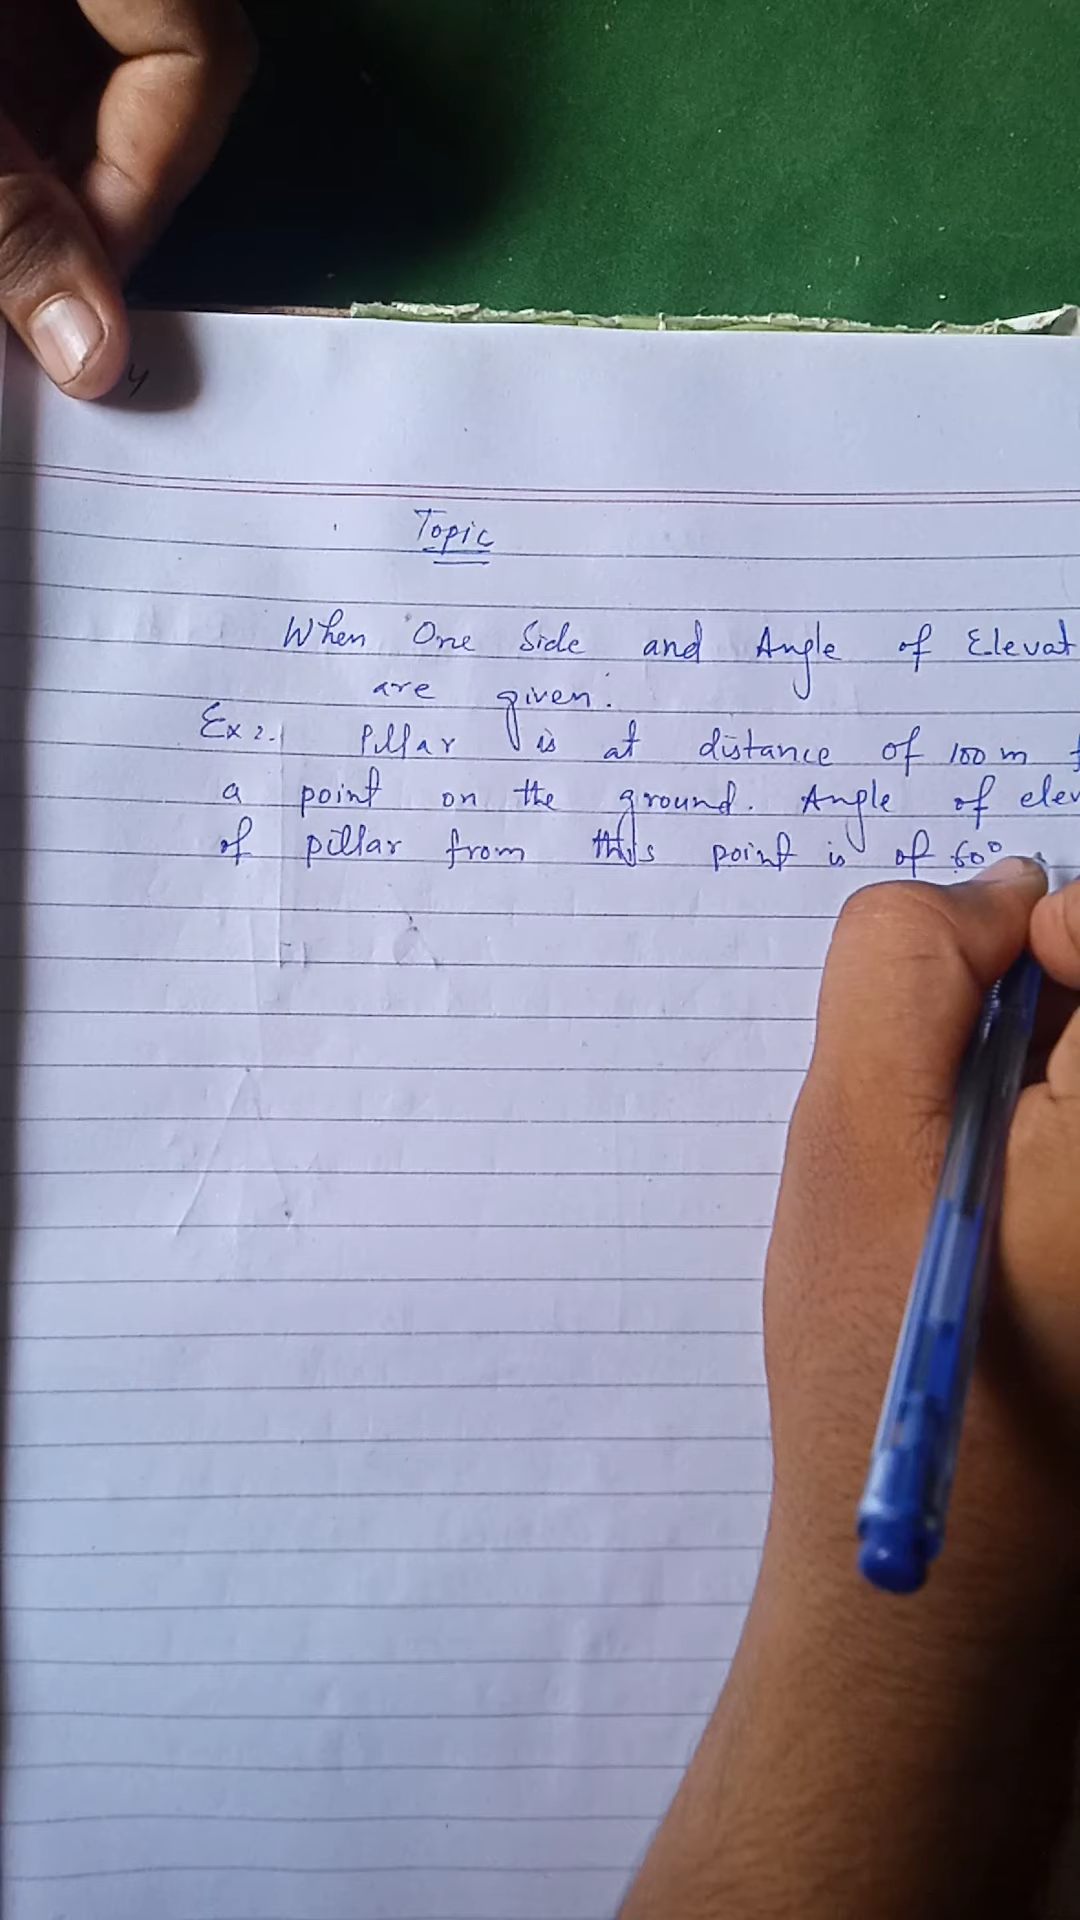 y
Topic
When One Side and Angle of Elevat
are given.
Ex 2. Pillar is at distance of 100 m f
a point on the ground. Angle of elev
of pillar from this point is of 60°